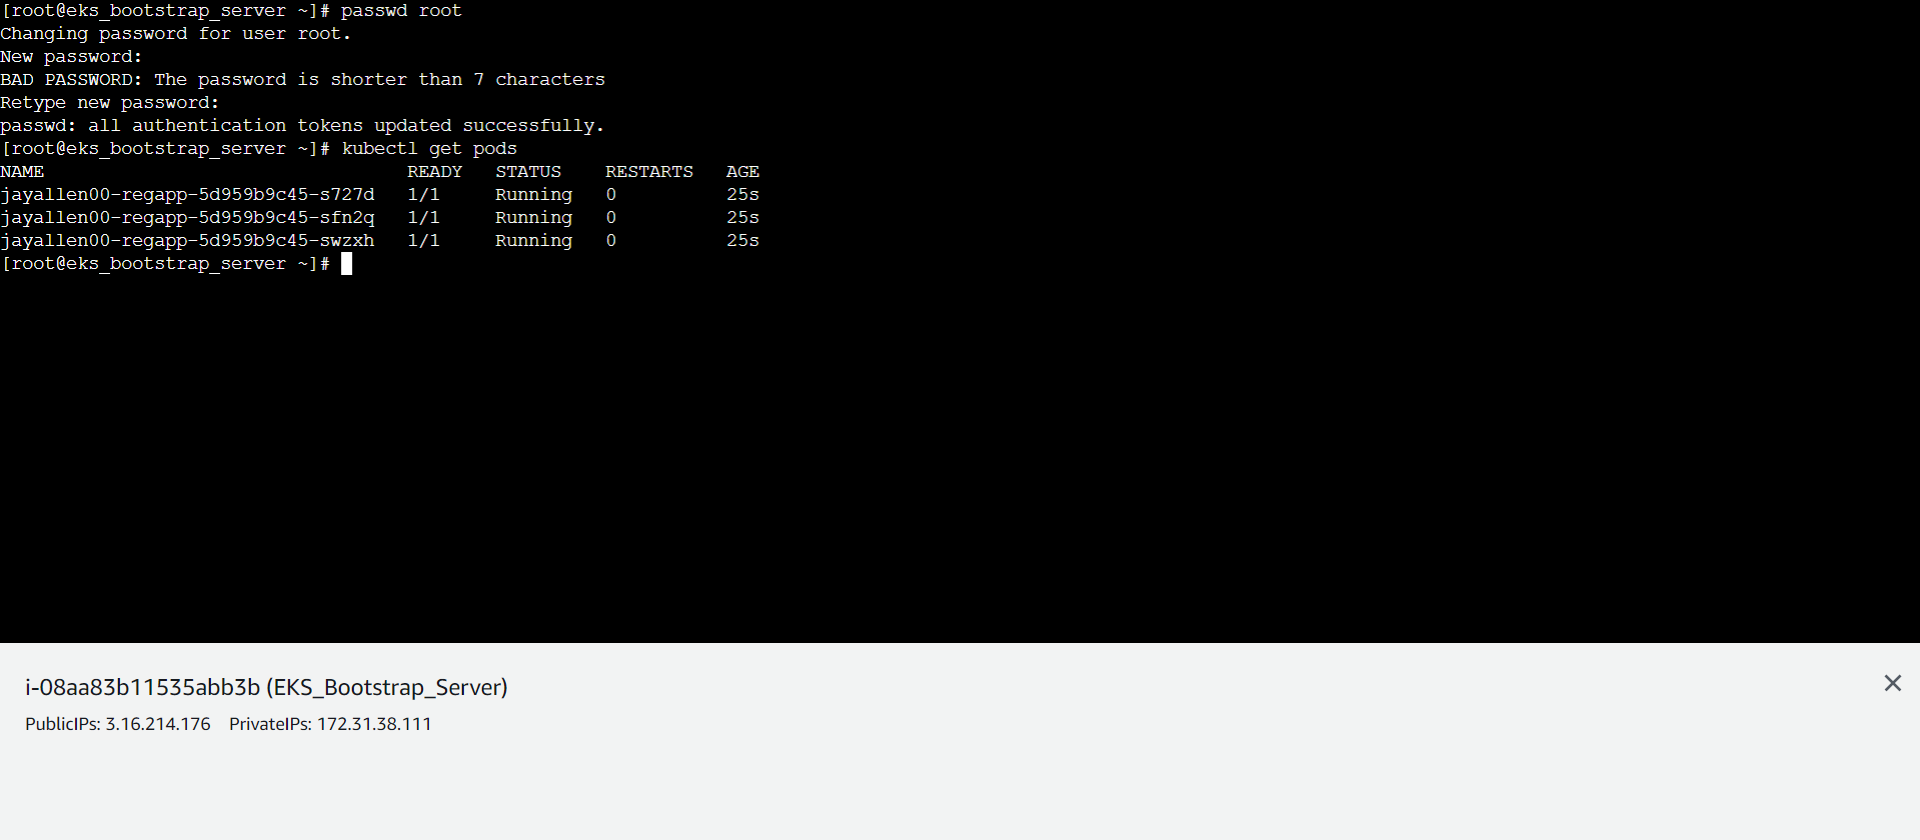 [root@eks_bootstrap_server ~]# passwd root
Changing password for user root.
New password:
BAD PASSWORD: The password is shorter than 7 characters
Retype new password:
passwd: all authentication tokens updated successfully.
[root@eks_bootstrap_server ~]# kubectl get pods
NAME READY STATUS RESTARTS AGE
jayallen00-regapp-5d959b9c45-s727d 1/1 Running 0 25s
jayallen00-regapp-5d959b9c45-sfn2q 1/1 Running 0 25s
jayallen00-regapp-5d959b9c45-swzxh 1/1 Running 0 25s
[root@eks_bootstrap_server ~]#
i-08aa83b11535abb3b (EKS_Bootstrap_Server)
PublicIPs: 3.16.214.176 PrivateIPs: 172.31.38.111